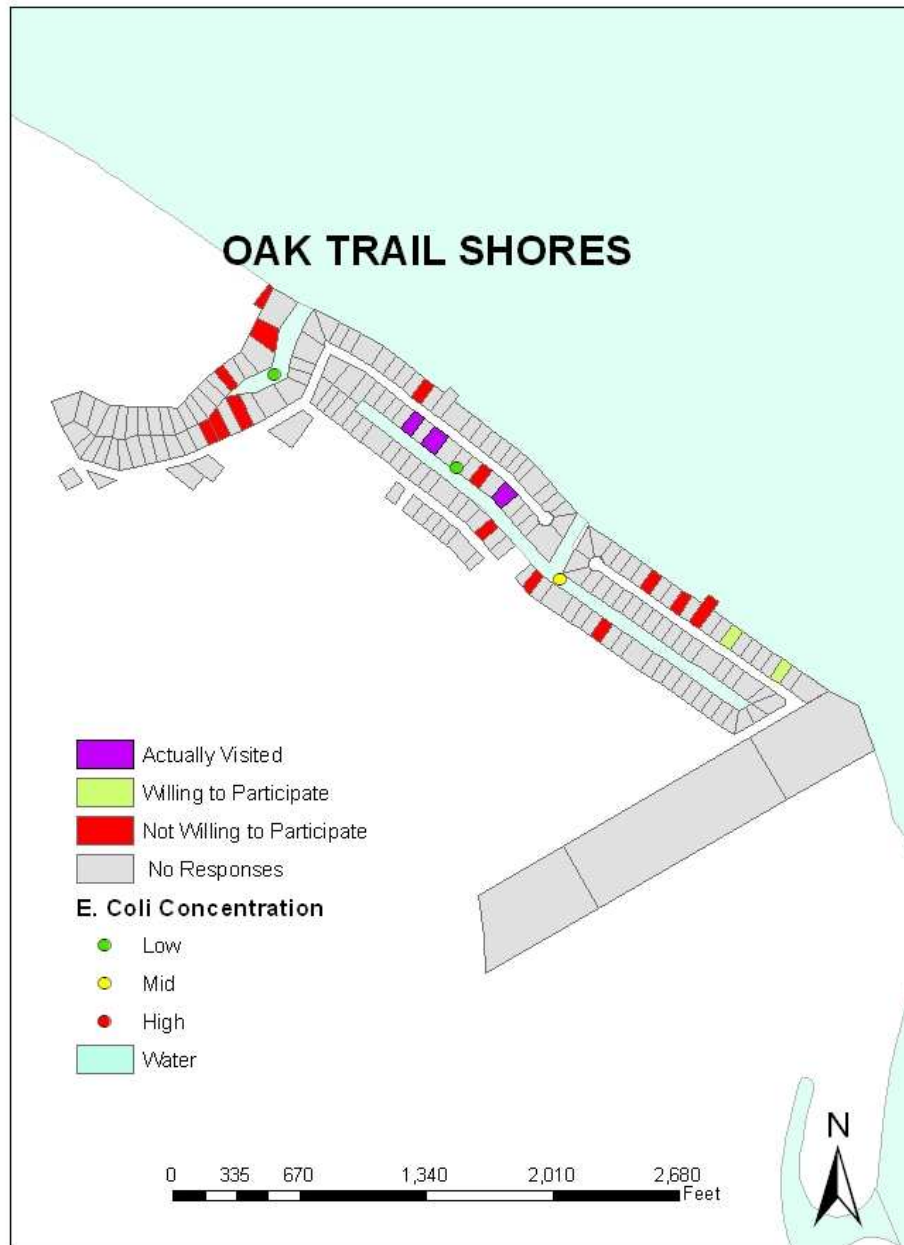 OAK TRAIL SHORES
Actually Visited
Willing to Participate
Not Willing to Participate
No Responses
E. Coli Concentration
Low
Mid
High
Water
N
0 335 670 1,340 2,010 2,680
Feet